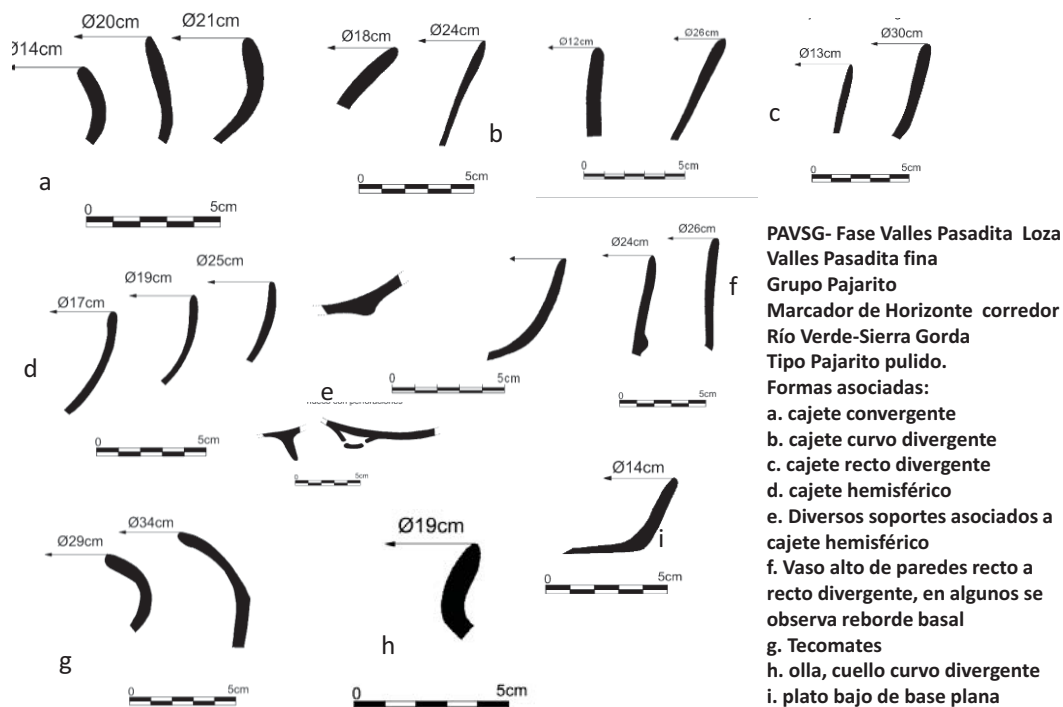 Ø14cm
Ø20cm
Ø21cm
a
0 5cm
Ø18cm
Ø24cm
b
0 5cm
Ø12cm
Ø26cm
0 5cm
Ø13cm
Ø30cm
c
0 5cm
Ø17cm
Ø19cm
Ø25cm
d
0 5cm
e
0 5cm
0 5cm
Ø24cm
Ø26cm
f
0 5cm
Ø29cm
Ø34cm
g
0 5cm
Ø19cm
h
0 5cm
Ø14cm
i
0 5cm
PAVSG- Fase Valles Pasadita Loza
Valles Pasadita fina
Grupo Pajarito
Marcador de Horizonte corredor
Río Verde-Sierra Gorda
Tipo Pajarito pulido.
Formas asociadas:
a. cajete convergente
b. cajete curvo divergente
c. cajete recto divergente
d. cajete hemisférico
e. Diversos soportes asociados a
cajete hemisférico
f. Vaso alto de paredes recto a
recto divergente, en algunos se
observa reborde basal
g. Tecomates
h. olla, cuello curvo divergente
i. plato bajo de base plana